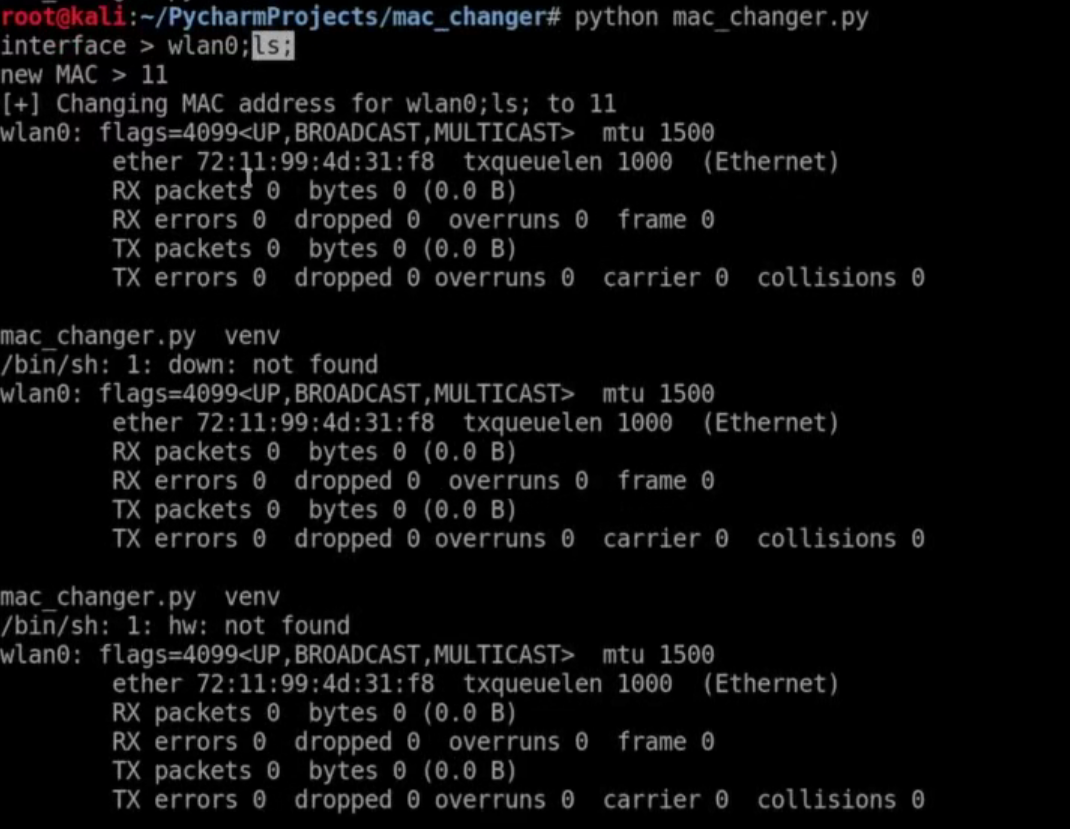 root@kali:~/PycharmProjects/mac_changer# python mac_changer.py
interface > wlan0;ls;
new MAC > 11
[+] Changing MAC address for wlan0;ls; to 11
wlan0: flags=4099<UP,BROADCAST,MULTICAST>  mtu 1500
        ether 72:11:99:4d:31:f8  txqueuelen 1000  (Ethernet)
        RX packets 0  bytes 0 (0.0 B)
        RX errors 0  dropped 0  overruns 0  frame 0
        TX packets 0  bytes 0 (0.0 B)
        TX errors 0  dropped 0 overruns 0  carrier 0  collisions 0

mac_changer.py  venv
/bin/sh: 1: down: not found
wlan0: flags=4099<UP,BROADCAST,MULTICAST>  mtu 1500
        ether 72:11:99:4d:31:f8  txqueuelen 1000  (Ethernet)
        RX packets 0  bytes 0 (0.0 B)
        RX errors 0  dropped 0  overruns 0  frame 0
        TX packets 0  bytes 0 (0.0 B)
        TX errors 0  dropped 0 overruns 0  carrier 0  collisions 0

mac_changer.py  venv
/bin/sh: 1: hw: not found
wlan0: flags=4099<UP,BROADCAST,MULTICAST>  mtu 1500
        ether 72:11:99:4d:31:f8  txqueuelen 1000  (Ethernet)
        RX packets 0  bytes 0 (0.0 B)
        RX errors 0  dropped 0  overruns 0  frame 0
        TX packets 0  bytes 0 (0.0 B)
        TX errors 0  dropped 0 overruns 0  carrier 0  collisions 0